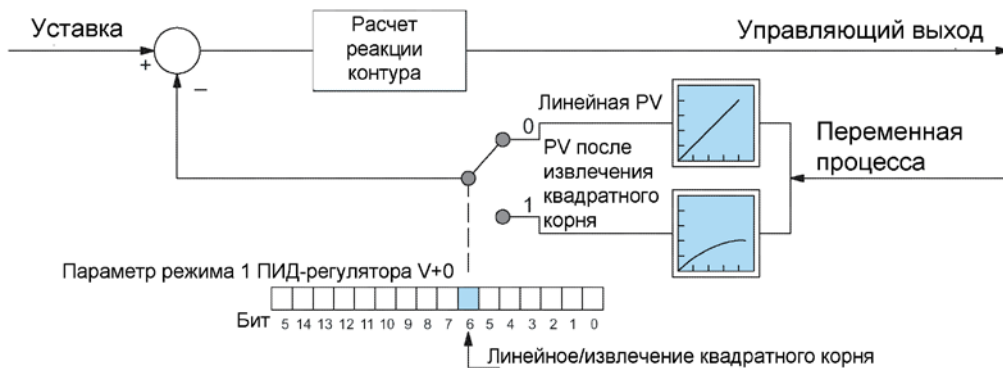 Уставка
+
−
Расчет
реакции
контура
Управляющий выход
Линейная PV
0
PV после
извлечения
квадратного
корня
1
Переменная
процесса
Параметр режима 1 ПИД-регулятора V+0
Бит
5 14 13 12 11 10 9 8 7 6 5 4 3 2 1 0
Линейное/извлечение квадратного корня